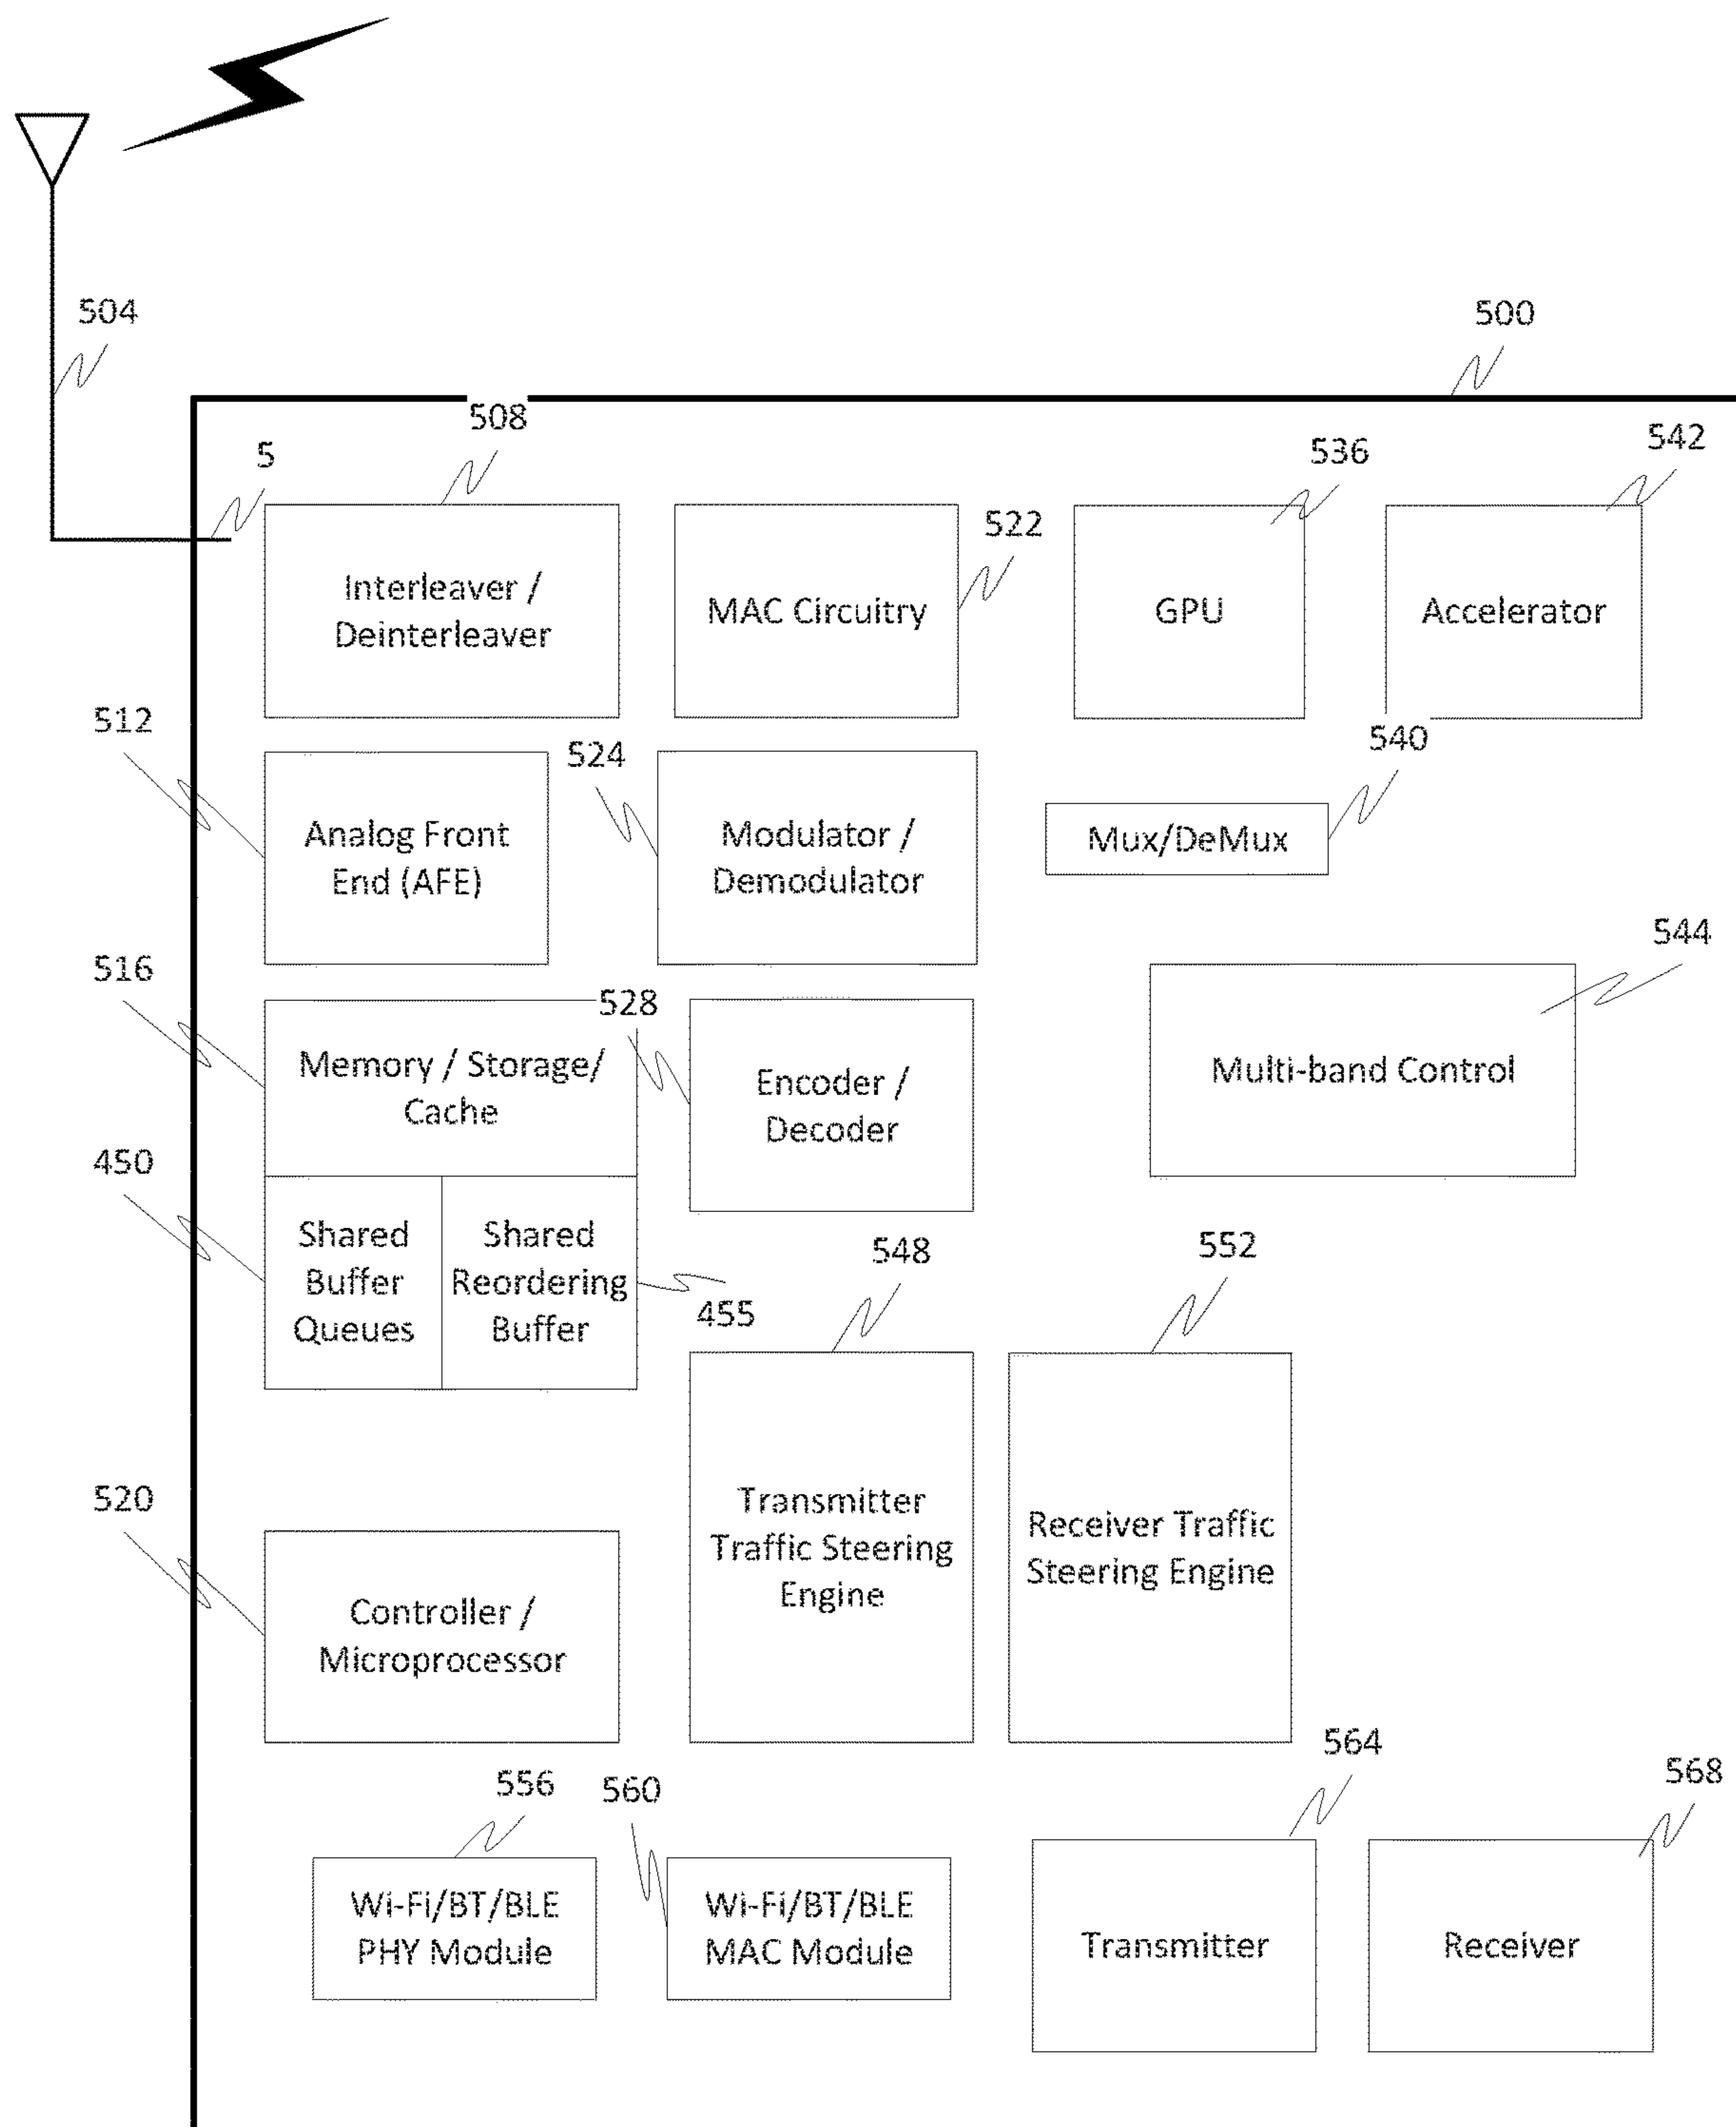 504
500
508
5
536
542
522
Interleaver /
Deinterleaver
MAC Circuitry
GPU
Accelerator
512
524
540
Analog Front
End (AFE)
Modulator /
Demodulator
Mux/DeMux
516
528
544
Memory / Storage/
Cache
Encoder /
Decoder
Multi-band Control
450
Shared
Buffer
Queues
Shared
Reordering
Buffer
455
548
552
520
Transmitter
Traffic Steering
Engine
Receiver Traffic
Steering Engine
Controller /
Microprocessor
556
560
564
568
Wi-Fi/BT/BLE
PHY Module
Wi-Fi/BT/BLE
MAC Module
Transmitter
Receiver